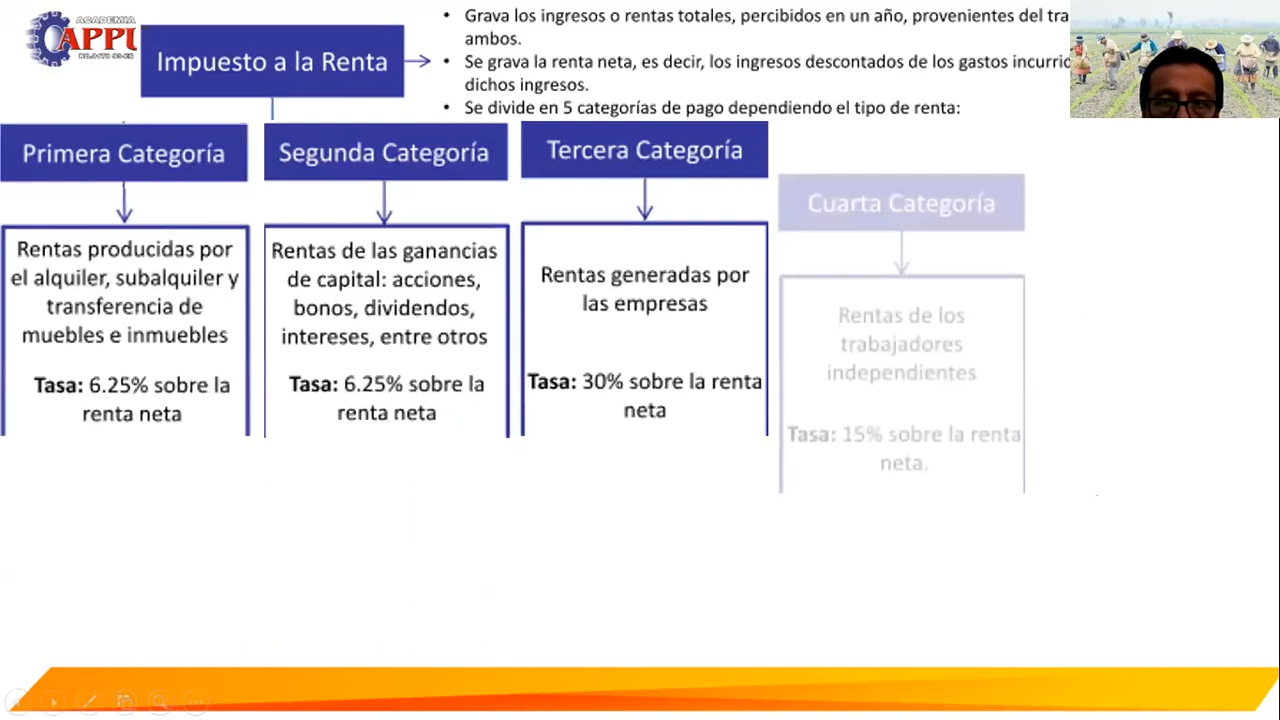 ACADEMIA
APPU
Impuesto a la Renta
• Grava los ingresos o rentas totales, percibidos en un año, provenientes del
ambos.
• Se grava la renta neta, es decir, los ingresos descontados de los gastos
dichos ingresos.
• Se divide en 5 categorías de pago dependiendo el tipo de renta:
Primera Categoría
Rentas producidas por
el alquiler, subalquiler y
transferencia de
muebles e inmuebles
Tasa: 6.25% sobre la
renta neta
Segunda Categoría
Rentas de las ganancias
de capital: acciones,
bonos, dividendos,
intereses, entre otros
Tasa: 6.25% sobre la
renta neta
Tercera Categoría
Rentas generadas por
las empresas
Tasa: 30% sobre la renta
neta
Cuarta Categoría
Rentas de los
trabajadores
independientes
Tasa: 15% sobre la renta
neta.